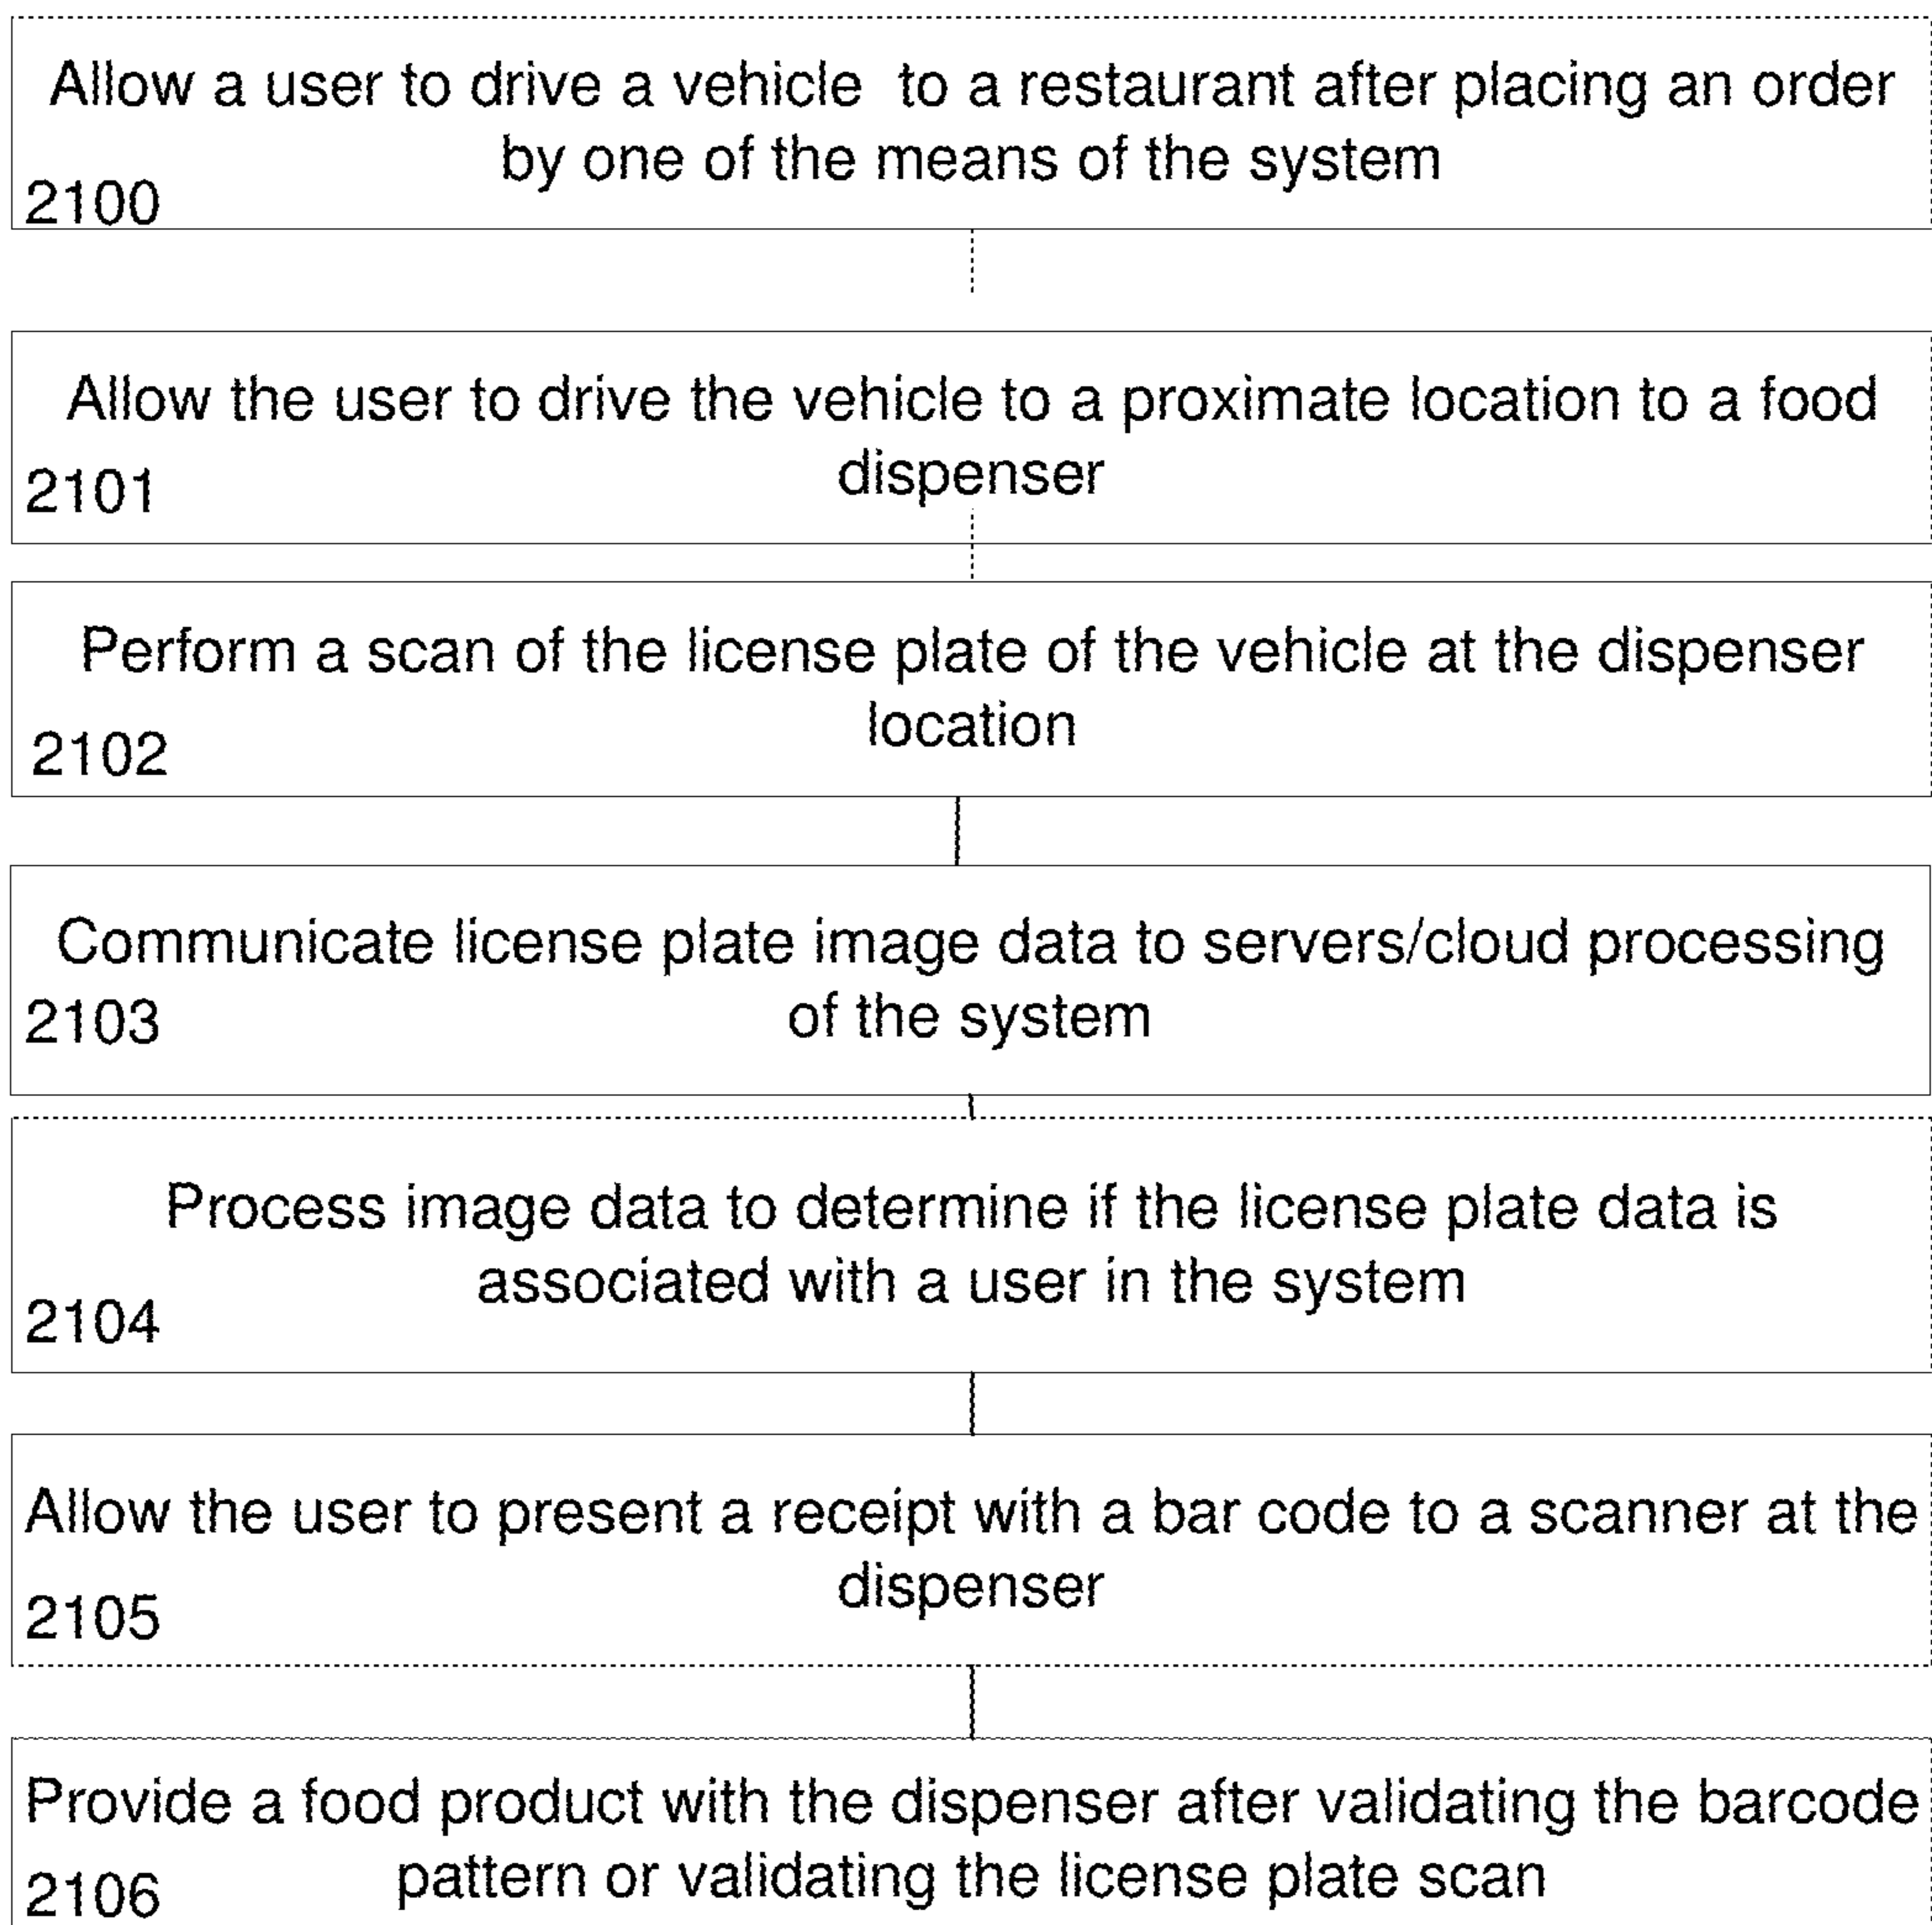 Allow a user to drive a vehicle to a restaurant after placing an order
by one of the means of the system
2100
Allow the user to drive the vehicle to a proximate location to a food
dispenser
2101
Perform a scan of the license plate of the vehicle at the dispenser
location
2102
Communicate license plate image data to servers/cloud processing
of the system
2103
Process image data to determine if the license plate data is
associated with a user in the system
2104
Allow the user to present a receipt with a bar code to a scanner at the
dispenser
2105
Provide a food product with the dispenser after validating the barcode
pattern or validating the license plate scan
2106